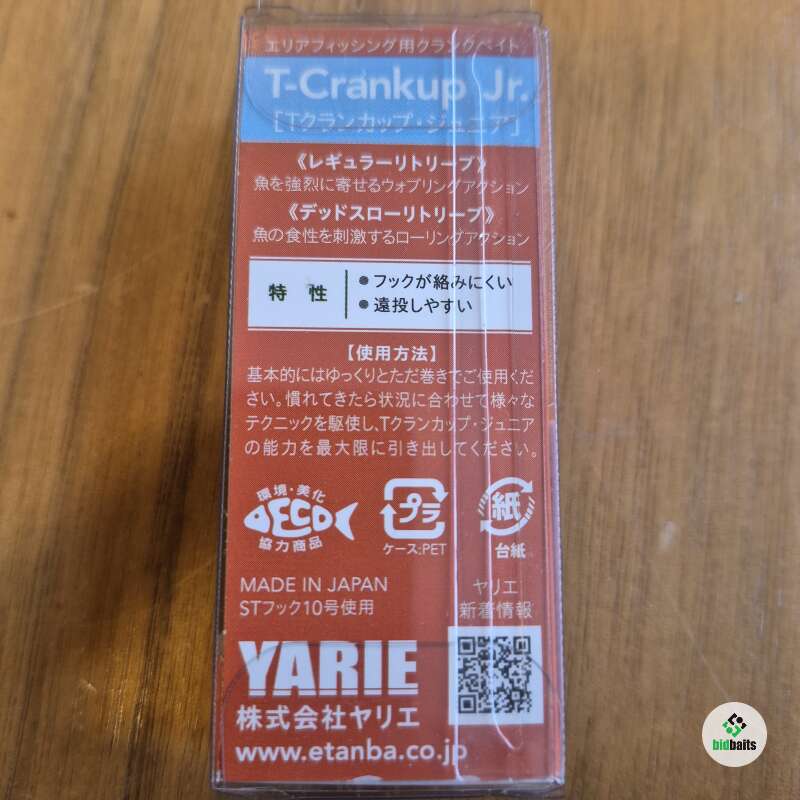 エリアフィッシング用クランクベイト
T-Crankup Jr.
[Tクランカップ・ジュニア]
《レギュラーリトリーブ》
魚を強烈に寄せるウォブリングアクション
《デッドスローリトリーブ》
魚の食性を刺激するローリングアクション
特性
●フックが絡みにくい
●遠投しやすい
【使用方法】
基本的にはゆっくりとただ巻きでご使用くだ
さい。慣れてきたら状況に合わせて様々な
テクニックを駆使し、Tクランカップ・ジュニア
の能力を最大限に引き出してください。
環境・美化
ECO
協力商品
プラ
ケース:PET
紙
台紙
MADE IN JAPAN
STフック10号使用
ヤリエ
新着情報
YARIE
株式会社ヤリエ
www.etanba.co.jp
bidbaits